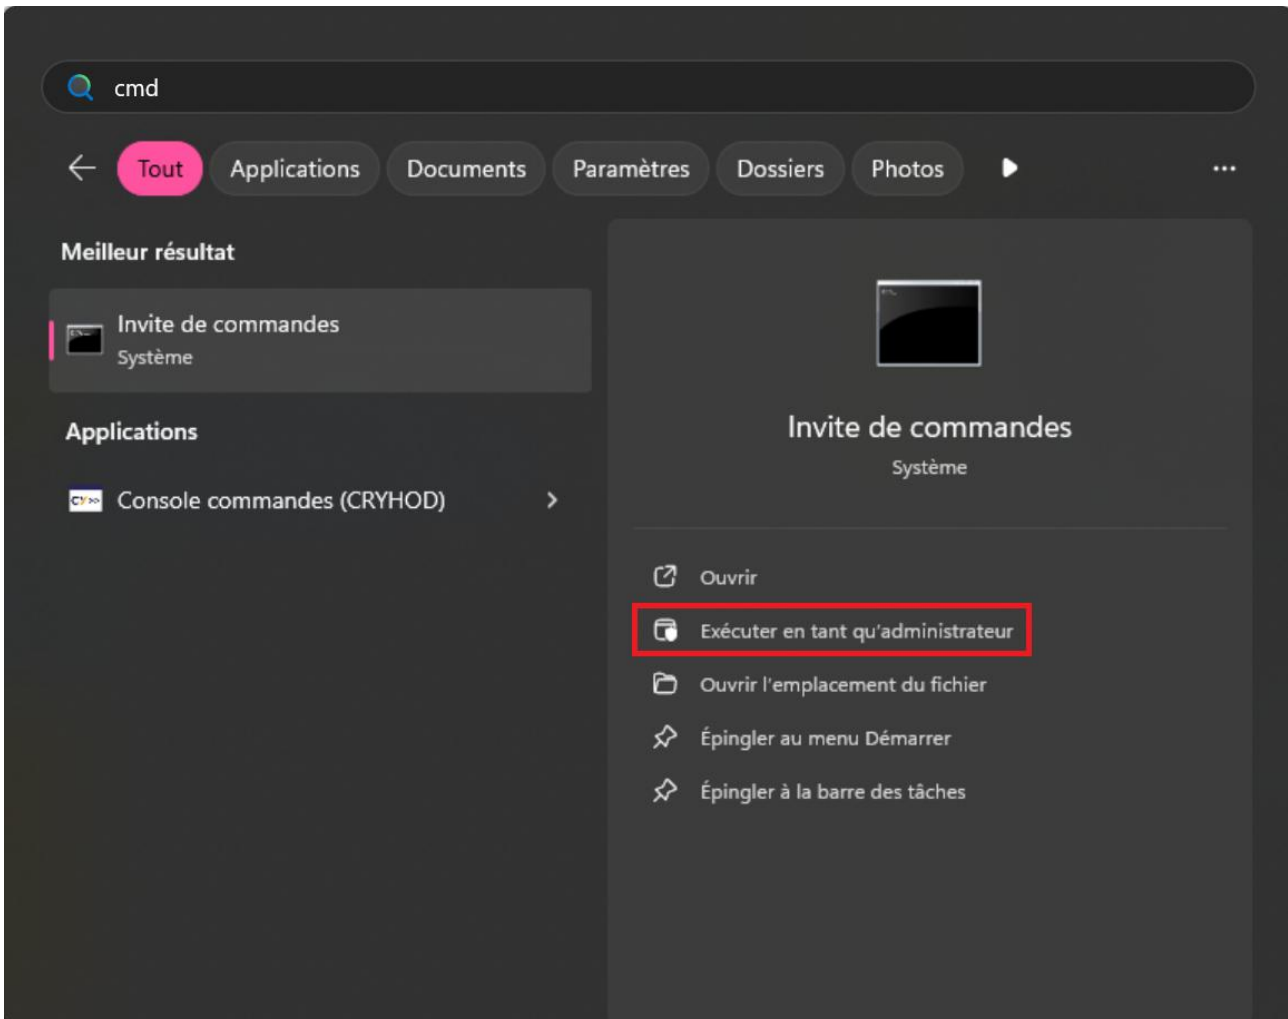 cmd
Tout Applications Documents Paramètres Dossiers Photos
Meilleur résultat
Invite de commandes
Système
Applications
Console commandes (CRYHOD)
Invite de commandes
Système
Ouvrir
Exécuter en tant qu'administrateur
Ouvrir l'emplacement du fichier
Épingler au menu Démarrer
Épingler à la barre des tâches